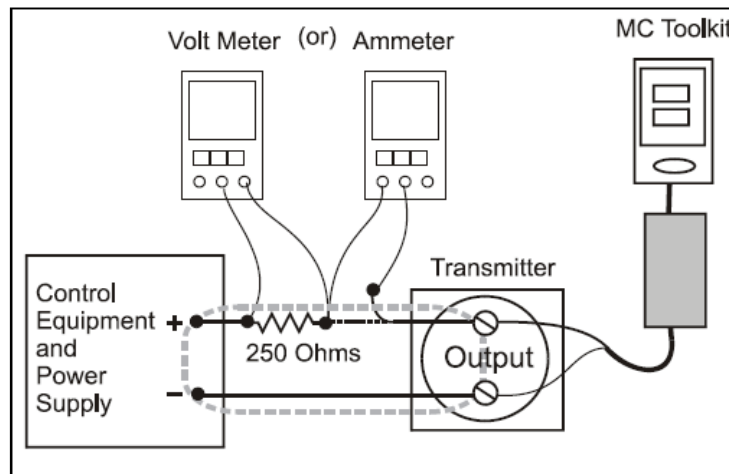 Volt Meter (or) Ammeter
MC Toolkit
Transmitter
Control
Equipment
and
Power
Supply
+
-
250 Ohms
Output